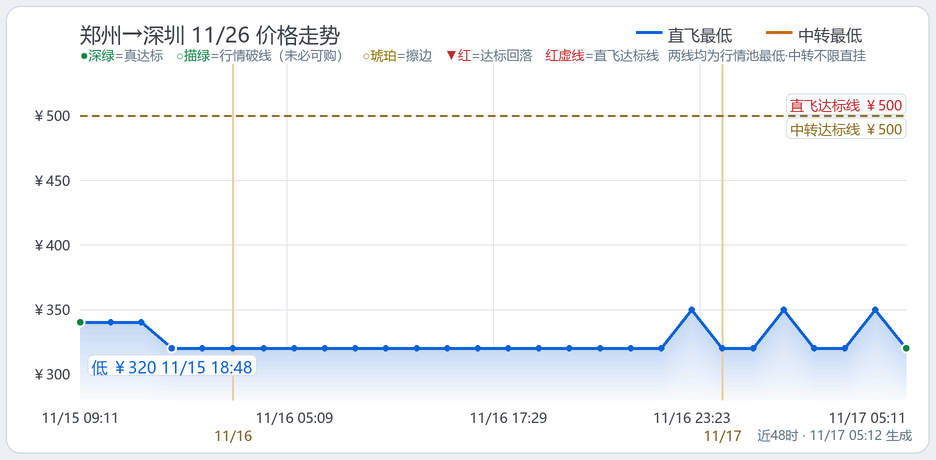 郑州→深圳 11/26 价格走势
直飞最低 中转最低
●深绿=真达标 ○描绿=行情破线（未必可购） ○琥珀=擦边 ▼红=达标回落 红虚线=直飞达标线 两线均为行情池最低·中转不限直挂
直飞达标线 ￥500
￥500
中转达标线 ￥500
￥450
￥400
￥350
低 ￥320 11/15 18:48
￥300
11/15 09:11 11/16 05:09 11/16 17:29 11/16 23:23 11/17 05:11
11/16 11/17 近48时 · 11/17 05:12 生成